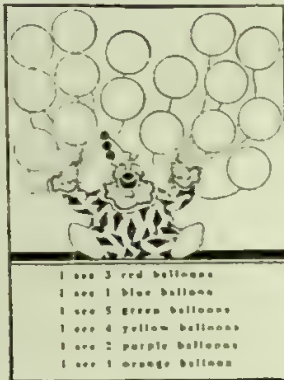 I see 3 red balloons
I see 1 blue balloon
I see 5 green balloons
I see 4 yellow balloons
I see 2 purple balloons
I see 1 orange balloon